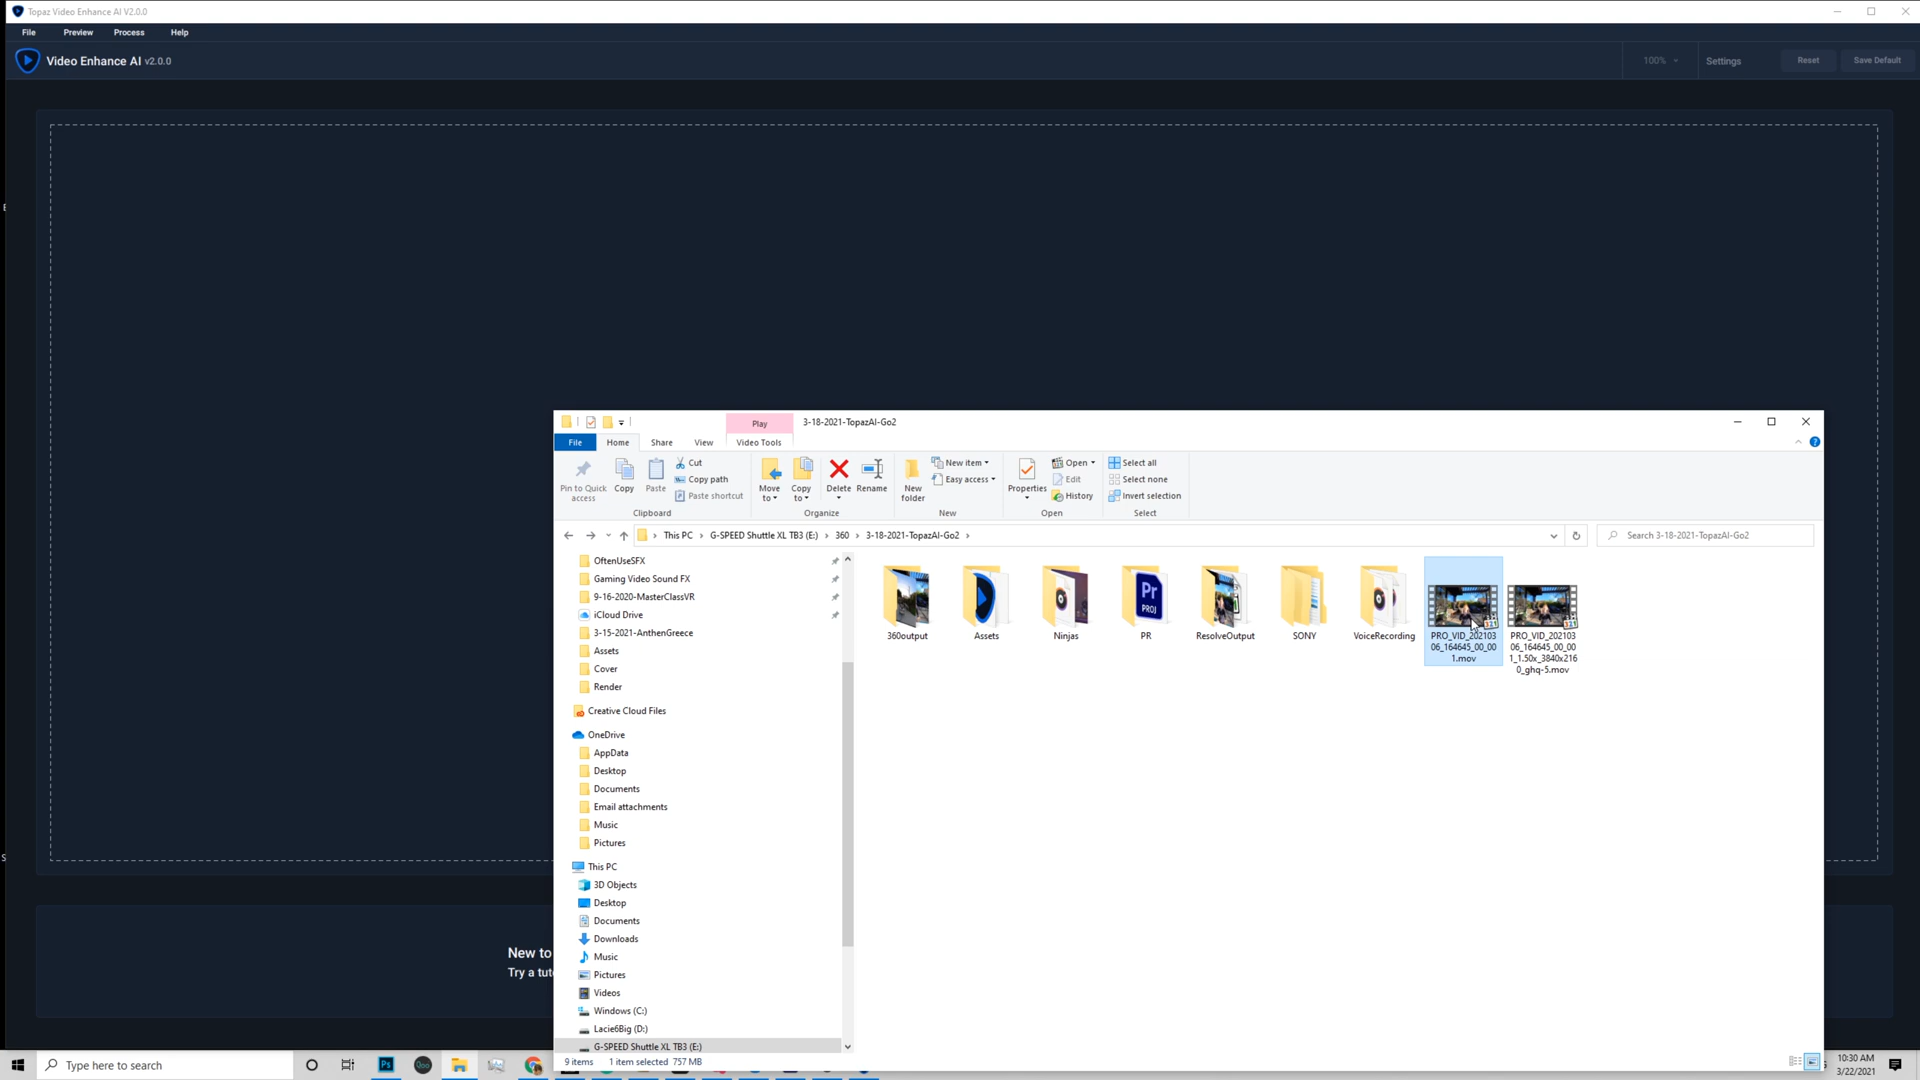 Topaz Video Enhance AI V2.0.0
File Preview Process Help
Video Enhance AI v2.0.0
100% Settings Reset Save Default
Play 3-18-2021-TopazAI-Go2
File Home Share View Video Tools
Pin to Quick access
Copy
Paste
Cut
Copy path
Paste shortcut
Clipboard
Move to
Copy to
Delete
Rename
Organize
New folder
New item
Easy access
New
Properties
Open
Edit
History
Open
Select all
Select none
Invert selection
Select
This PC > G-SPEED Shuttle XL TB3 (E:) > 360 > 3-18-2021-TopazAI-Go2 >
Search 3-18-2021-TopazAI-Go2
OftenUseSFX
Gaming Video Sound FX
9-16-2020-MasterClassVR
iCloud Drive
3-15-2021-AnthenGreece
Assets
Cover
Render
Creative Cloud Files
OneDrive
AppData
Desktop
Documents
Email attachments
Music
Pictures
This PC
3D Objects
Desktop
Documents
Downloads
Music
Pictures
Videos
Windows (C:)
Lacie6Big (D:)
G-SPEED Shuttle XL TB3 (E:)
360output
Assets
Ninjas
Pr
PROJ
PR
ResolveOutput
SONY
VoiceRecording
PRO_VID_202103
06_164645_00_00
1.mov
PRO_VID_202103
06_164645_00_00
1_1.50x_3840x216
0_ghq-5.mov
9 items 1 item selected 757 MB
New to
Try a tut
Type here to search
Ps
10:30 AM
3/22/2021